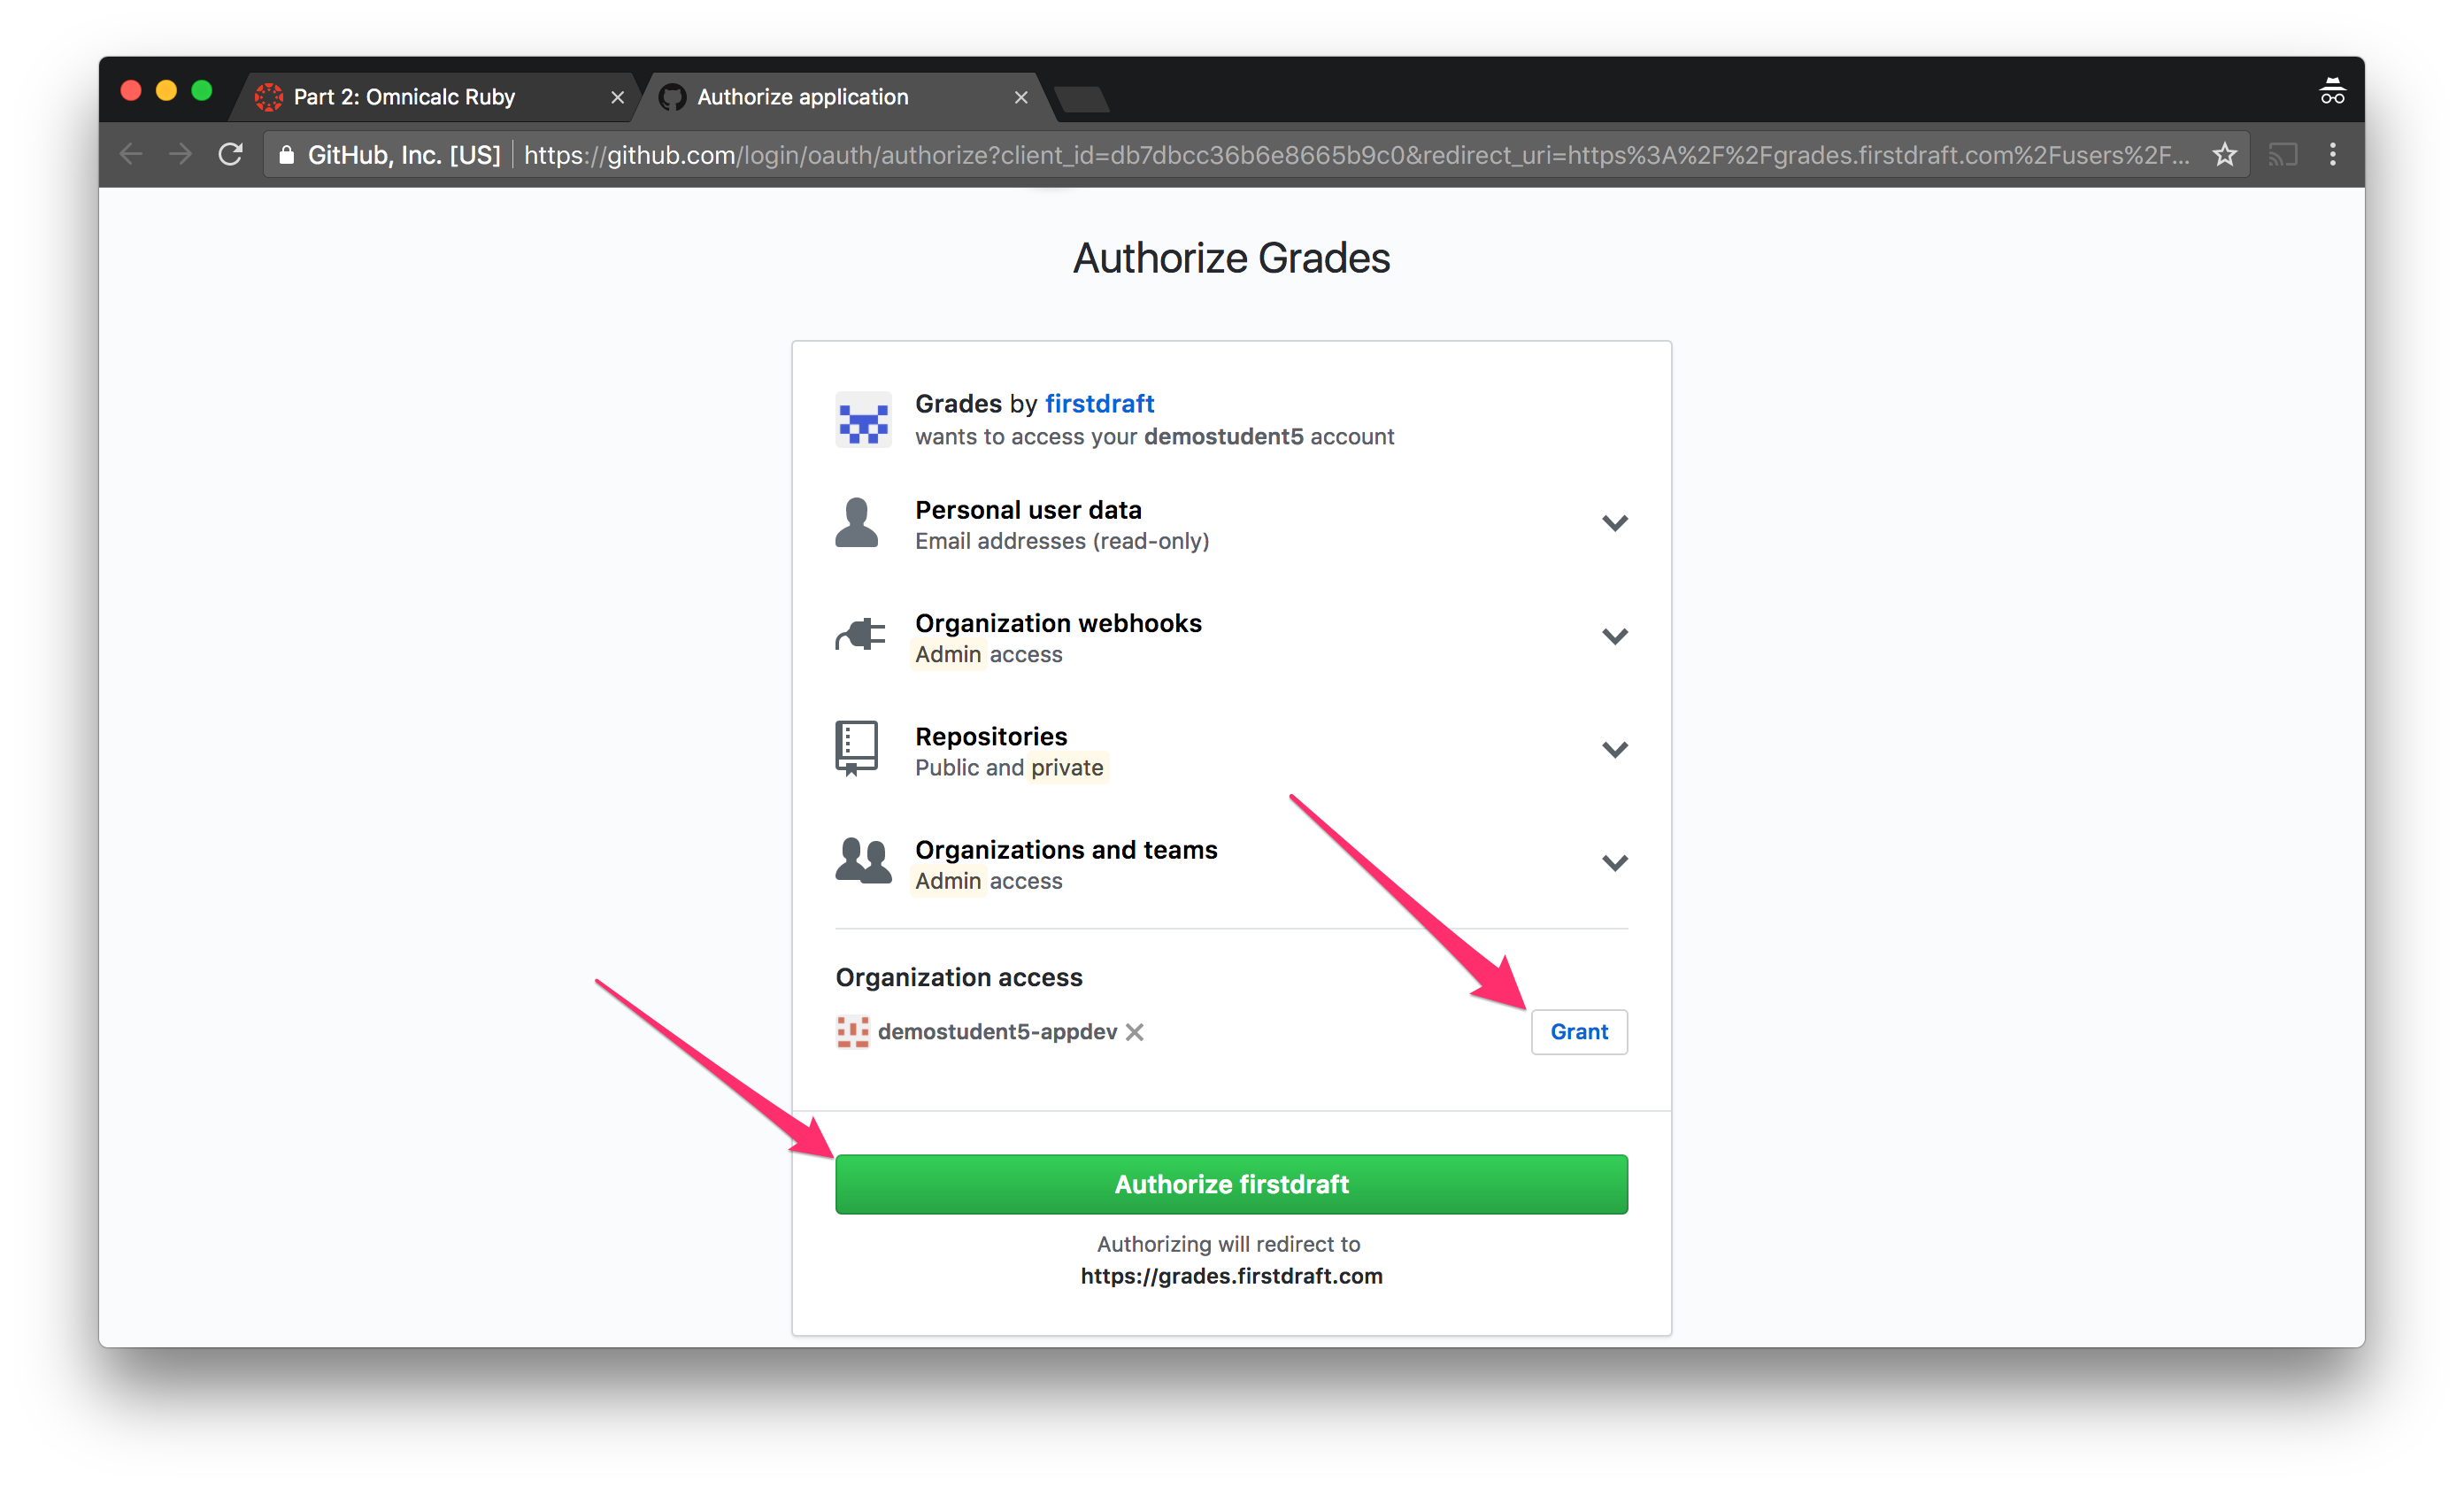 Part 2: Omnicalc Ruby
Authorize application
GitHub, Inc. [US] https://github.com/login/oauth/authorize?client_id=db7dbcc36b6e8665b9c0&redirect_uri=https%3A%2F%2Fgrades.firstdraft.com%2Fusers%2F...
Authorize Grades
Grades by firstdraft
wants to access your demostudent5 account
Personal user data
Email addresses (read-only)
Organization webhooks
Admin access
Repositories
Public and private
Organizations and teams
Admin access
Organization access
demostudent5-appdev
Grant
Authorize firstdraft
Authorizing will redirect to
https://grades.firstdraft.com